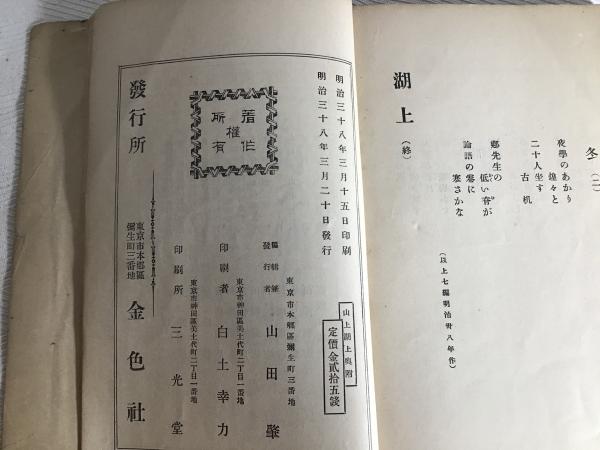 冬 (二)
夜學のあかり 煌々と
二十人坐す 古机
鄰先生の 低い音が
論語の巻に 寒さかな
(以上七編明治卅八年作)
湖上 (終)
山上湖上奥附
定價金貳拾五錢
明治三十八年三月十五日印刷
明治三十八年三月二十日發行
著作
權
所有
東京市本郷區彌生町三番地
編輯兼
發行者 山田肇
東京市神田區美土代町二丁目一番地
印刷者 白土幸力
東京市神田區美土代町二丁目一番地
印刷所 三光堂
發行所
東京市本郷區
彌生町三番地
金色社